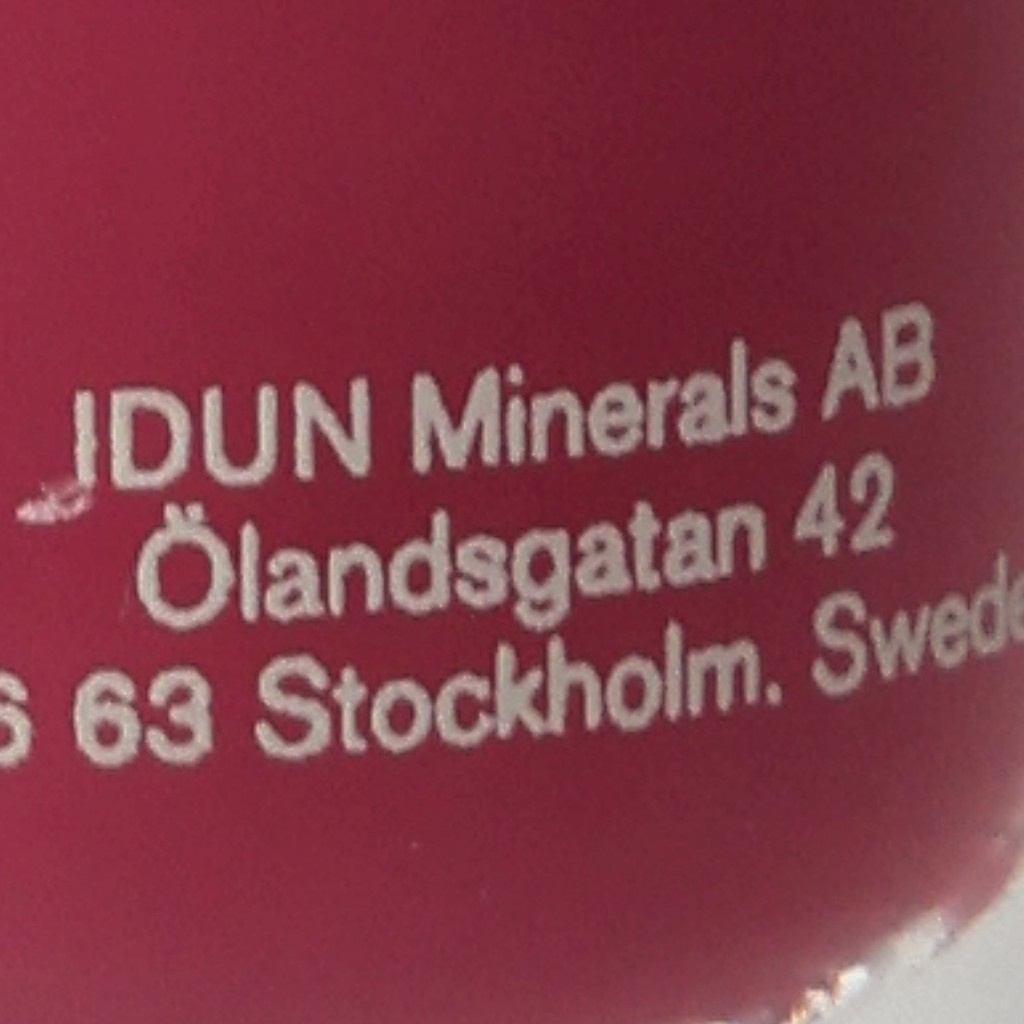 IDUN Minerals AB
Ölandsgatan 42
63 Stockholm. Swede